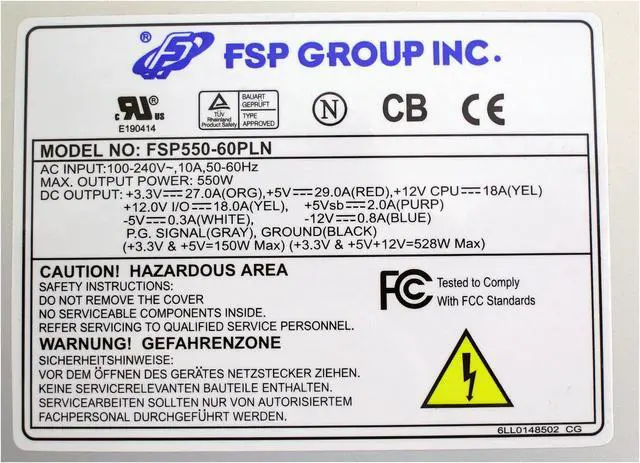 ® FSP GROUP INC.
c RU ® US
E190414
TÜV Rheinland Product Safety BAUART GEPRÜFT TYPE APPROVED
N
CB CE
MODEL NO: FSP550-60PLN
AC INPUT:100-240V~,10A,50-60Hz
MAX. OUTPUT POWER: 550W
DC OUTPUT: +3.3V⎓27.0A(ORG),+5V⎓29.0A(RED),+12V CPU⎓18A(YEL)
+12.0V I/O⎓18.0A(YEL), +5Vsb⎓2.0A(PURP)
-5V⎓0.3A(WHITE), -12V⎓0.8A(BLUE)
P.G. SIGNAL(GRAY), GROUND(BLACK)
(+3.3V & +5V=150W Max) (+3.3V & +5V+12V=528W Max)
CAUTION! HAZARDOUS AREA
SAFETY INSTRUCTIONS:
DO NOT REMOVE THE COVER
NO SERVICEABLE COMPONENTS INSIDE.
REFER SERVICING TO QUALIFIED SERVICE PERSONNEL.
WARNUNG! GEFAHRENZONE
SICHERHEITSHINWEISE:
VOR DEM ÖFFNEN DES GERÄTES NETZSTECKER ZIEHEN.
KEINE SERVICERELEVANTEN BAUTEILE ENTHALTEN.
SERVICEARBEITEN SOLLTEN NUR VON AUTORISIERTEM
FACHPERSONAL DURCHGEFÜHRT WERDEN.
FCC Tested to Comply
With FCC Standards
6LL0148502 CG